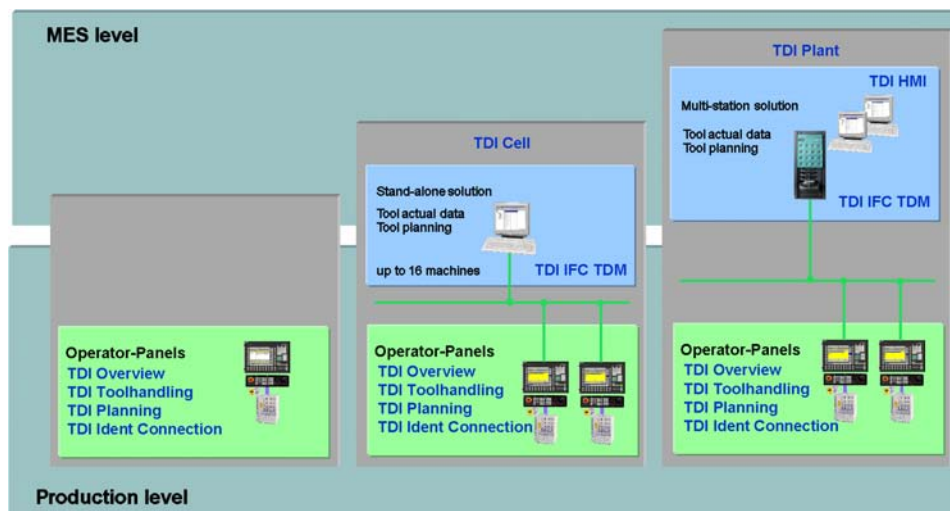 MES level
TDI Plant
TDI HMI
Multi-station solution
Tool actual data
Tool planning
TDI IFC TDM
TDI Cell
Stand-alone solution
Tool actual data
Tool planning
up to 16 machines
TDI IFC TDM
Operator-Panels
TDI Overview
TDI Toolhandling
TDI Planning
TDI Ident Connection
Operator-Panels
TDI Overview
TDI Toolhandling
TDI Planning
TDI Ident Connection
Operator-Panels
TDI Overview
TDI Toolhandling
TDI Planning
TDI Ident Connection
Production level